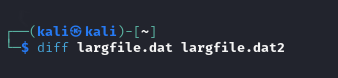 ┌──(kali㉿kali)-[~]
└─$ diff largfile.dat largfile.dat2